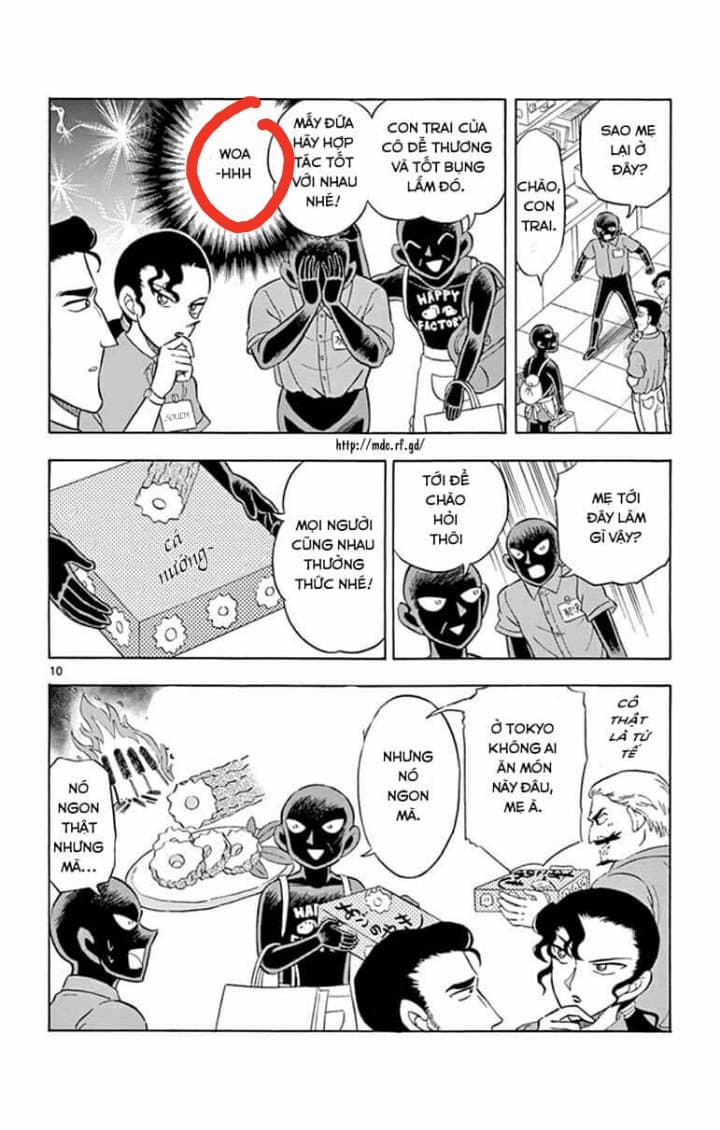 SAO MẸ
LẠI Ở
ĐÂY?
CHÀO,
CON
TRAI.
CON TRAI CỦA
CÔ DỄ THƯƠNG
VÀ TỐT BỤNG
LẮM ĐÓ.
MẤY ĐỨA
HÃY HỢP
TÁC TỐT
VỚI NHAU
NHÉ!
WOA
-HHH
HAPPY
FACTORY
http://mdc.rf.gd/
MẸ TỚI
ĐÂY LÀM
GÌ VẬY?
TỚI ĐỂ
CHÀO
HỎI
THÔI
MỌI NGƯỜI
CÙNG NHAU
THƯỞNG
THỨC NHÉ!
cá
nướng~
10
CÔ
THẬT
LÀ TỬ
TẾ
Ở TOKYO
KHÔNG AI
ĂN MÓN
NÀY ĐÂU,
MẸ À.
NHƯNG
NÓ
NGON
MÀ.
NÓ
NGON
THẬT
NHƯNG
MÀ...